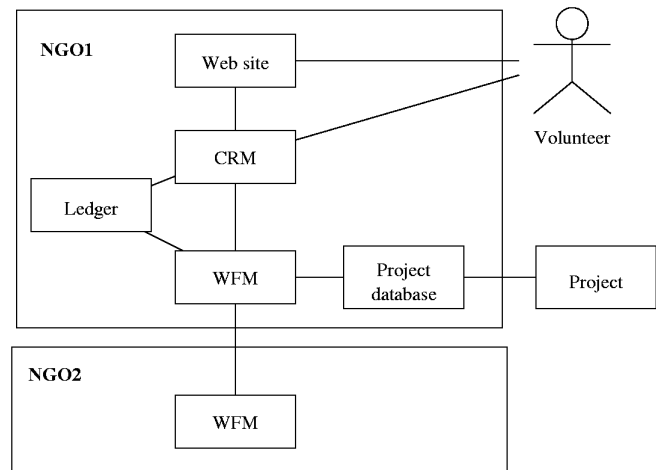 NGO1
Web site
Volunteer
CRM
Ledger
WFM
Project
database
Project
NGO2
WFM